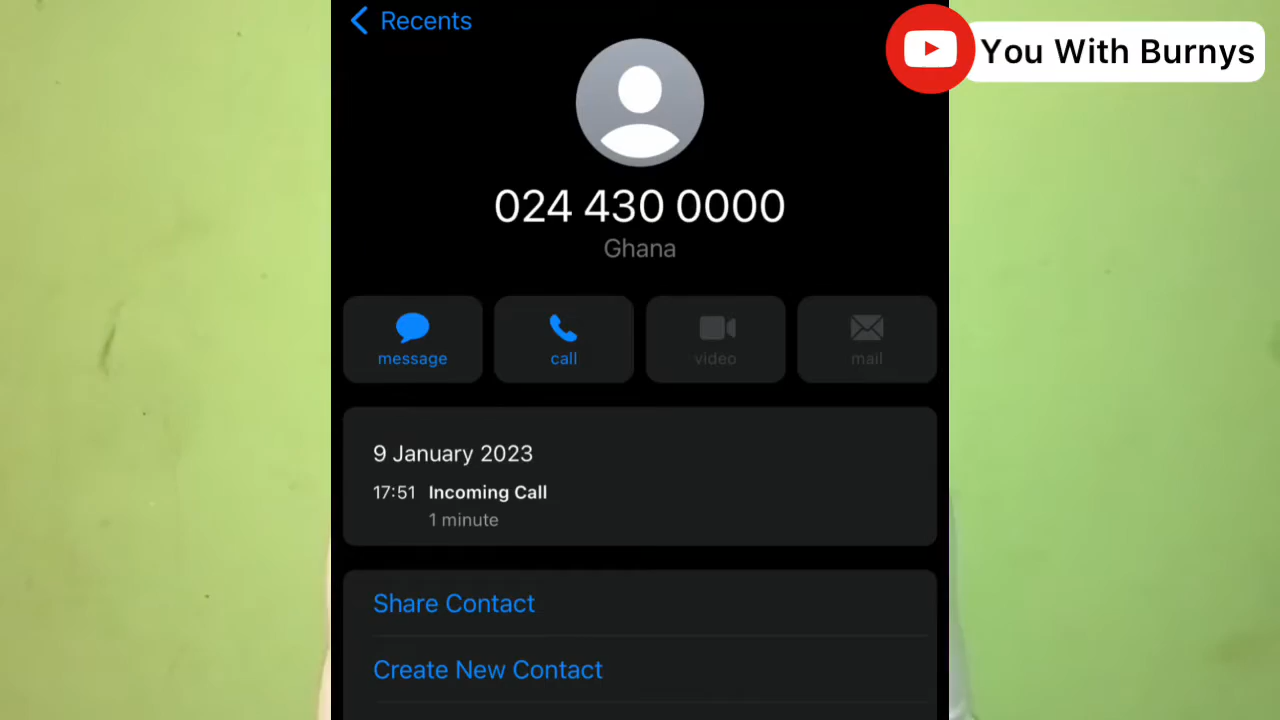 Recents
You With Burnys
024 430 0000
Ghana
message
call
video
mail
9 January 2023
17:51 Incoming Call
1 minute
Share Contact
Create New Contact